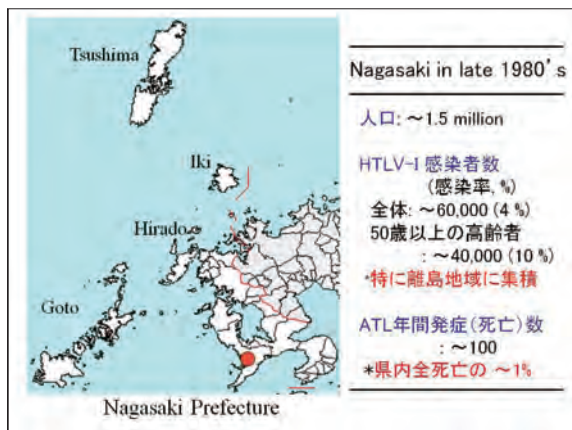 Tsushima
Iki
Hirado
Goto
Nagasaki Prefecture
Nagasaki in late 1980's
人口: ～1.5 million
HTLV-I 感染者数
(感染率, %)
全体: ～60,000 (4 %)
50歳以上の高齢者
: ～40,000 (10 %)
*特に離島地域に集積
ATL年間発症(死亡)数
: ～100
*県内全死亡の ～1%